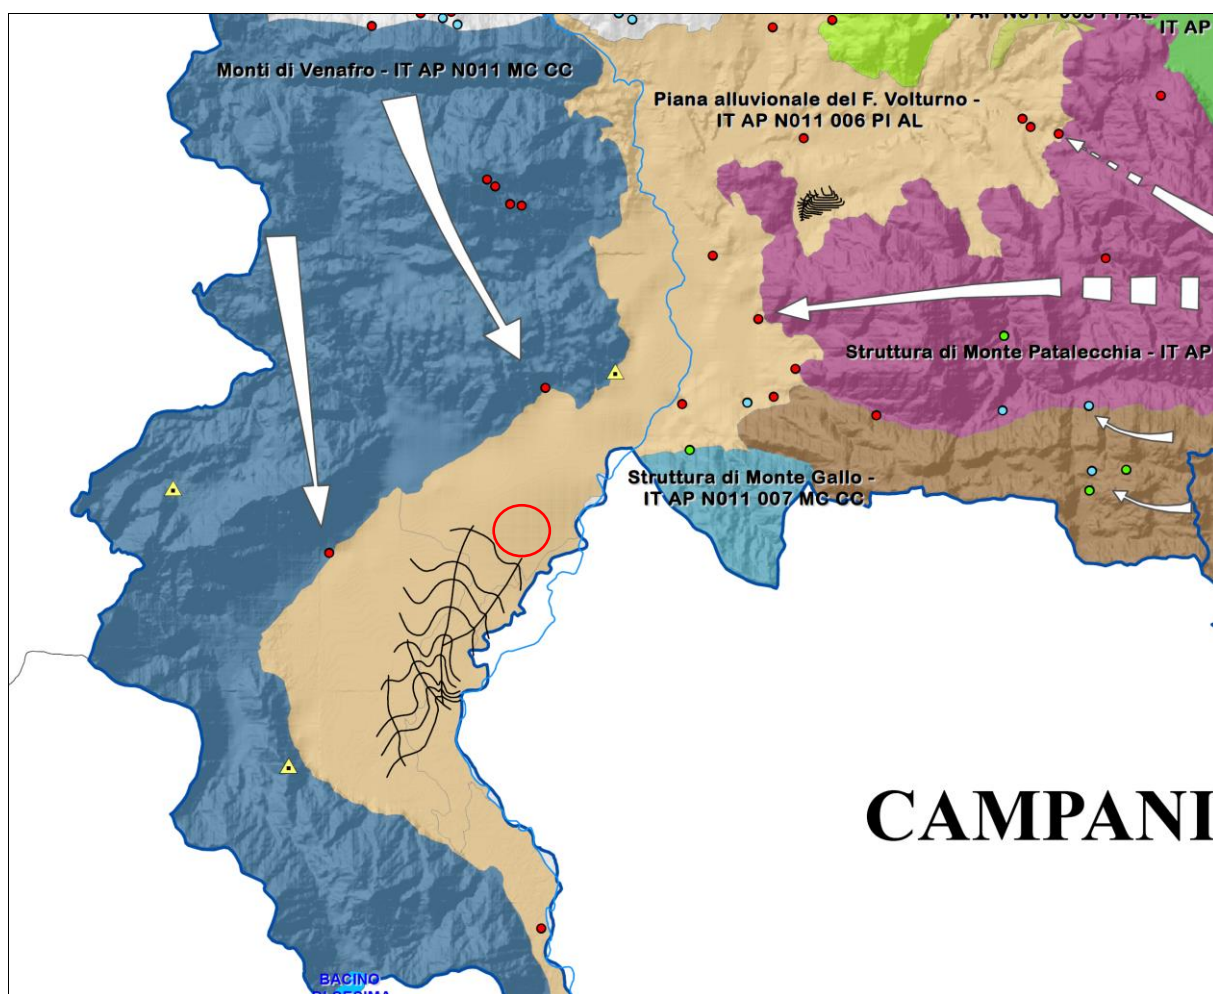 IT AP
Monti di Venafro - IT AP N011 MC CC
Piana alluvionale del F. Volturno -
IT AP N011 006 PI AL
Struttura di Monte Patalecchia - IT AP
Struttura di Monte Gallo -
IT AP N011 007 MC CC
CAMPANI
BACINO